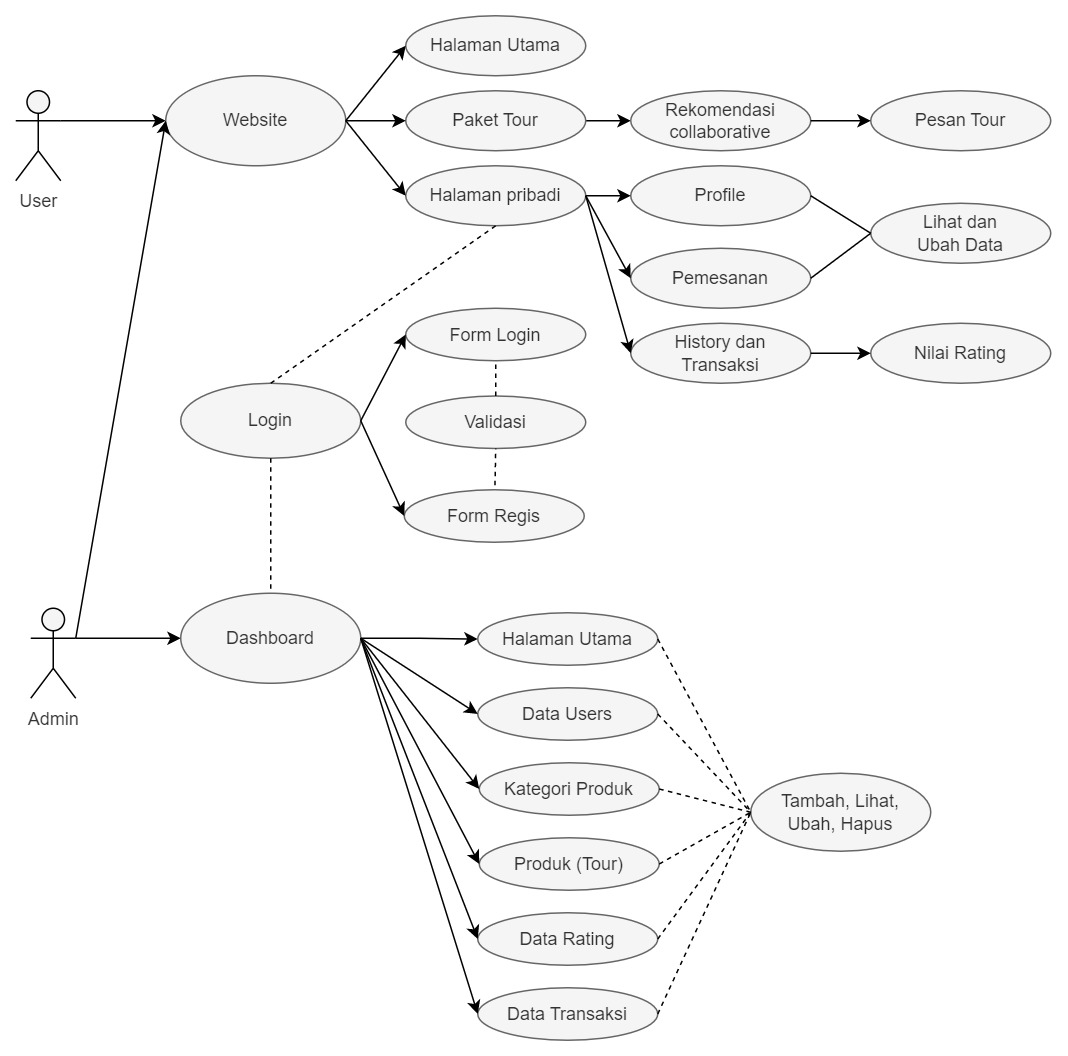 Halaman Utama
User
Website
Paket Tour
Rekomendasi
collaborative
Pesan Tour
Halaman pribadi
Profile
Lihat dan
Ubah Data
Pemesanan
History dan
Transaksi
Nilai Rating
Form Login
Login
Validasi
Form Regis
Admin
Dashboard
Halaman Utama
Data Users
Kategori Produk
Produk (Tour)
Data Rating
Data Transaksi
Tambah, Lihat,
Ubah, Hapus